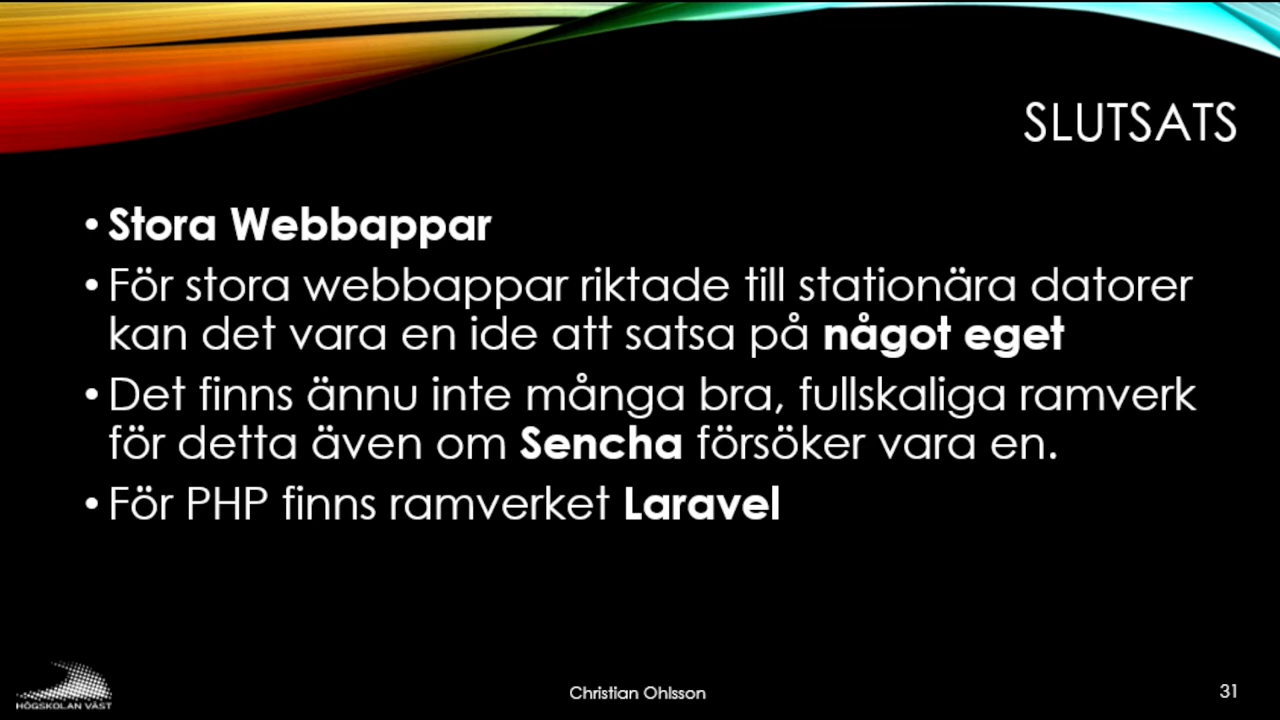 SLUTSATS
• Stora Webbappar
• För stora webbappar riktade till stationära datorer
kan det vara en ide att satsa på något eget
• Det finns ännu inte många bra, fullskaliga ramverk
för detta även om Sencha försöker vara en.
• För PHP finns ramverket Laravel
HÖGSKOLAN VÄST
Christian Ohlsson
31